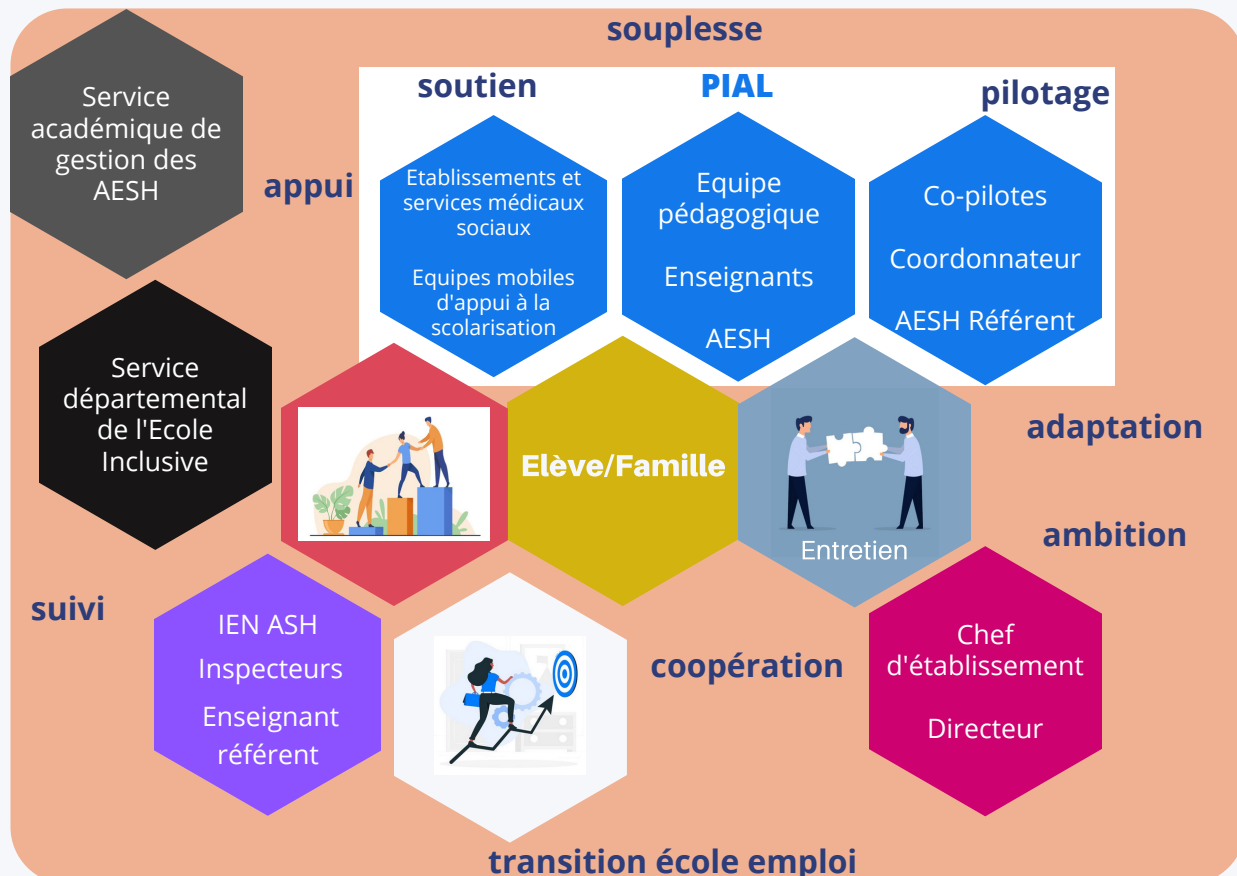 souplesse
soutien
PIAL
pilotage
Service
académique de
gestion des
AESH
appui
Etablissements et
services médicaux
sociaux
Equipes mobiles
d'appui à la
scolarisation
Equipe
pédagogique
Enseignants
AESH
Co-pilotes
Coordonnateur
AESH Référent
Service
départemental
de l'Ecole
Inclusive
Elève/Famille
Entretien
adaptation
ambition
suivi
IEN ASH
Inspecteurs
Enseignant
référent
coopération
Chef
d'établissement
Directeur
transition école emploi